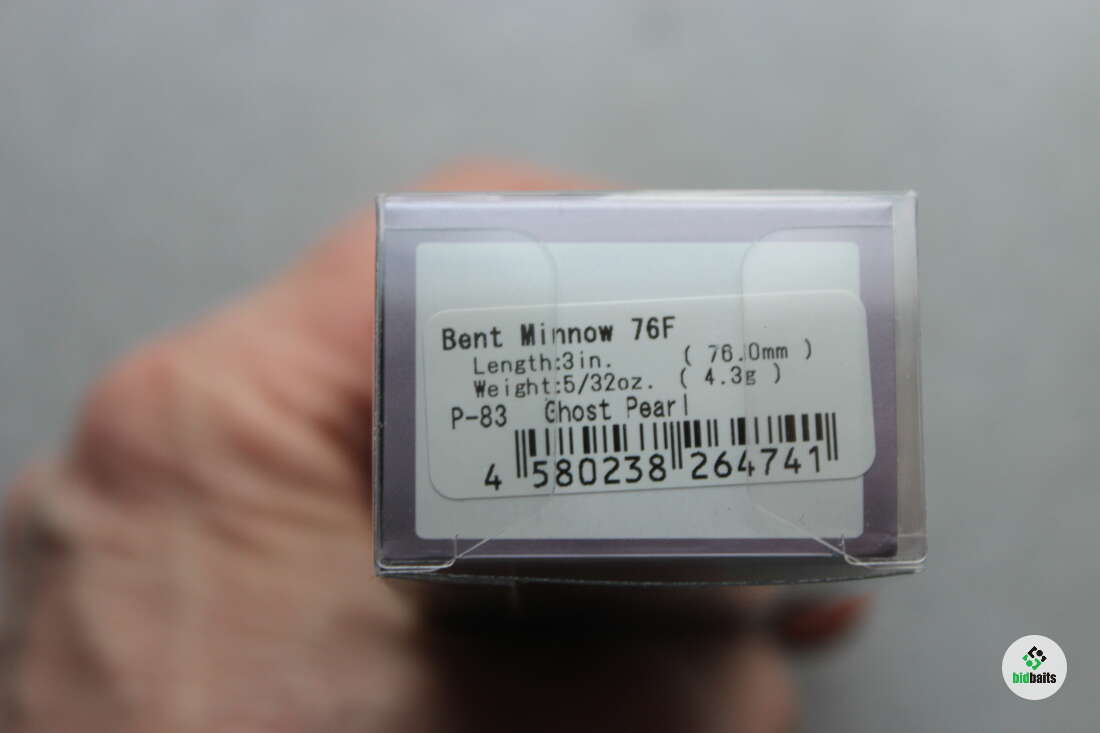 Bent Minnow 76F
Length:3in. ( 76.0mm )
Weight:5/32oz. ( 4.3g )
P-83 Ghost Pearl
4 580238 264741
bidbaits